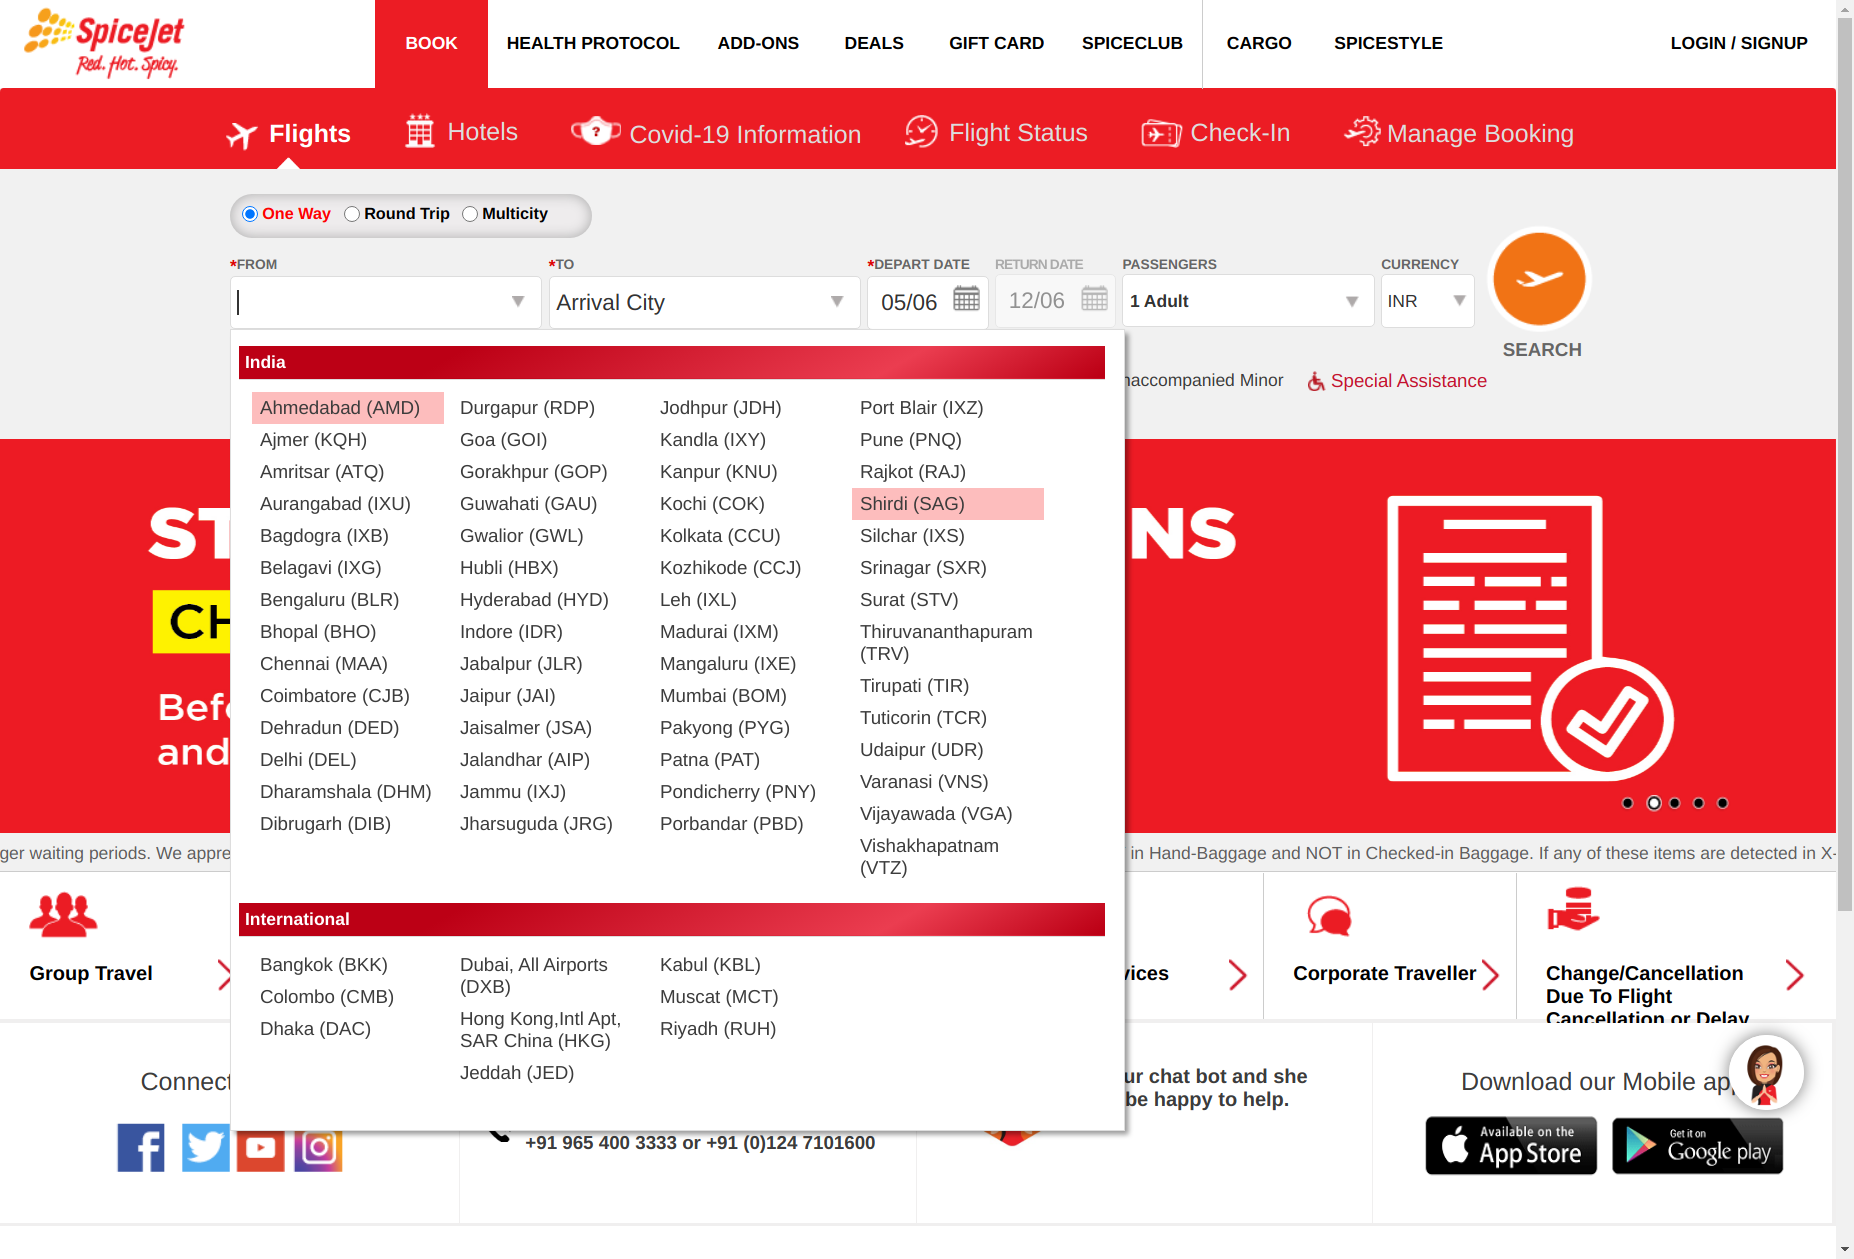 SpiceJet
Red. Hot. Spicy.
BOOK
HEALTH PROTOCOL
ADD-ONS
DEALS
GIFT CARD
SPICECLUB
CARGO
SPICESTYLE
LOGIN / SIGNUP
Flights
Hotels
?
Covid-19 Information
Flight Status
Check-In
Manage Booking
One Way
Round Trip
Multicity
*FROM
*TO
*DEPART DATE
RETURN DATE
PASSENGERS
CURRENCY
Arrival City
05/06
12/06
1 Adult
INR
SEARCH
naccompanied Minor
Special Assistance
India
Ahmedabad (AMD)
Ajmer (KQH)
Amritsar (ATQ)
Aurangabad (IXU)
Bagdogra (IXB)
Belagavi (IXG)
Bengaluru (BLR)
Bhopal (BHO)
Chennai (MAA)
Coimbatore (CJB)
Dehradun (DED)
Delhi (DEL)
Dharamshala (DHM)
Dibrugarh (DIB)
Durgapur (RDP)
Goa (GOI)
Gorakhpur (GOP)
Guwahati (GAU)
Gwalior (GWL)
Hubli (HBX)
Hyderabad (HYD)
Indore (IDR)
Jabalpur (JLR)
Jaipur (JAI)
Jaisalmer (JSA)
Jalandhar (AIP)
Jammu (IXJ)
Jharsuguda (JRG)
Jodhpur (JDH)
Kandla (IXY)
Kanpur (KNU)
Kochi (COK)
Kolkata (CCU)
Kozhikode (CCJ)
Leh (IXL)
Madurai (IXM)
Mangaluru (IXE)
Mumbai (BOM)
Pakyong (PYG)
Patna (PAT)
Pondicherry (PNY)
Porbandar (PBD)
Port Blair (IXZ)
Pune (PNQ)
Rajkot (RAJ)
Shirdi (SAG)
Silchar (IXS)
Srinagar (SXR)
Surat (STV)
Thiruvananthapuram
(TRV)
Tirupati (TIR)
Tuticorin (TCR)
Udaipur (UDR)
Varanasi (VNS)
Vijayawada (VGA)
Vishakhapatnam
(VTZ)
International
Bangkok (BKK)
Colombo (CMB)
Dhaka (DAC)
Dubai, All Airports
(DXB)
Hong Kong,Intl Apt,
SAR China (HKG)
Jeddah (JED)
Kabul (KBL)
Muscat (MCT)
Riyadh (RUH)
ST
NS
CH
Bef
and
ger waiting periods. We appre
in Hand-Baggage and NOT in Checked-in Baggage. If any of these items are detected in X-
Group Travel
vices
Corporate Traveller
Change/Cancellation
Due To Flight
Cancellation or Delay
Connect
+91 965 400 3333 or +91 (0)124 7101600
ur chat bot and she
be happy to help.
Download our Mobile ap
Available on the
App Store
Get it on
Google play